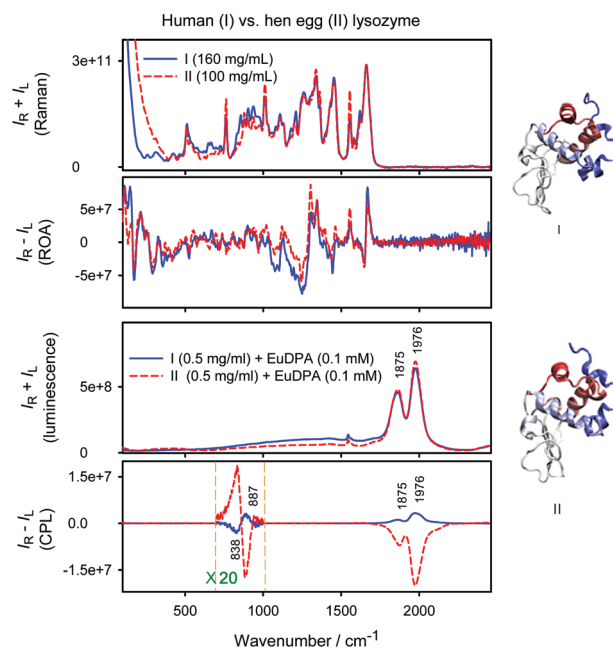 Human (I) vs. hen egg (II) lysozyme
I_R + I_L
(Raman)
3e+11
0
I (160 mg/mL)
II (100 mg/mL)
I
I_R − I_L
(ROA)
5e+7
0
-5e+7
I_R + I_L
(luminescence)
5e+8
0
I (0.5 mg/ml) + EuDPA (0.1 mM)
II (0.5 mg/ml) + EuDPA (0.1 mM)
1875
1976
II
I_R − I_L
(CPL)
1.5e+7
0.0
-1.5e+7
838
887
1875
1976
X 20
500 1000 1500 2000
Wavenumber / cm⁻¹